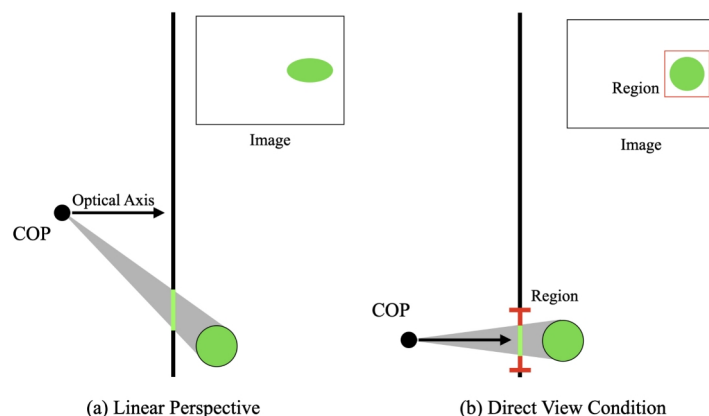 Image
Optical Axis
COP
(a) Linear Perspective
Region
Image
Region
COP
(b) Direct View Condition